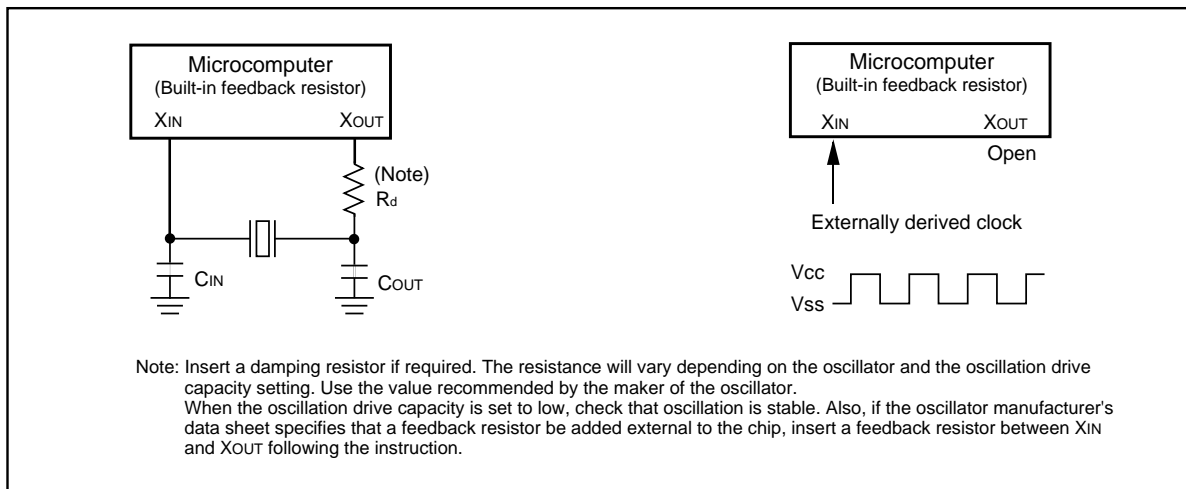 Microcomputer
(Built-in feedback resistor)
XIN XOUT
(Note)
Rd
CIN
COUT
Microcomputer
(Built-in feedback resistor)
XIN XOUT
Open
Externally derived clock
Vcc
Vss
Note: Insert a damping resistor if required. The resistance will vary depending on the oscillator and the oscillation drive
capacity setting. Use the value recommended by the maker of the oscillator.
When the oscillation drive capacity is set to low, check that oscillation is stable. Also, if the oscillator manufacturer's
data sheet specifies that a feedback resistor be added external to the chip, insert a feedback resistor between XIN
and XOUT following the instruction.